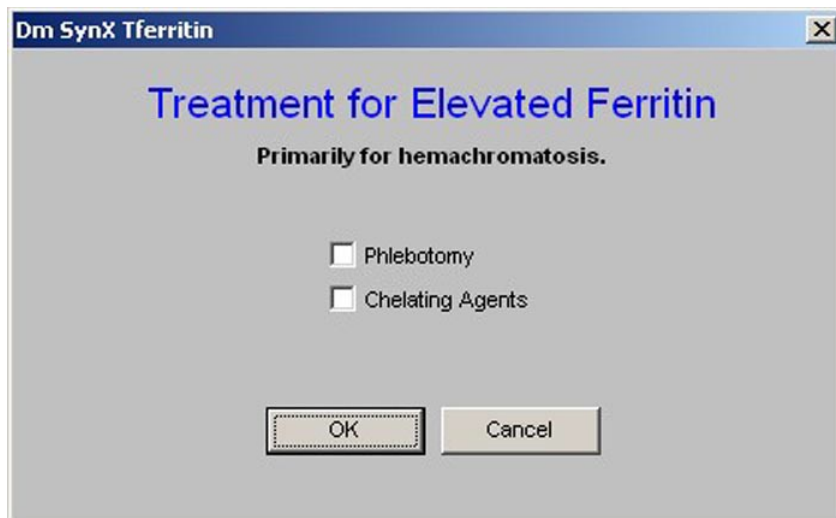 Dm SynX Tferritin
Treatment for Elevated Ferritin
Primarily for hemachromatosis.
Phlebotomy
Chelating Agents
OK
Cancel